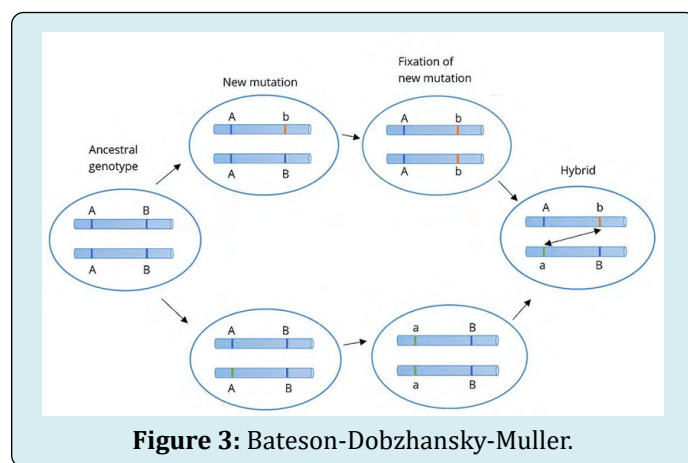 Fixation of
new mutation
New mutation
A b
A B
A b
A b
Ancestral
genotype
A B
A B
Hybrid
A b
a B
A B
A B
a B
a B
Figure 3: Bateson-Dobzhansky-Muller.